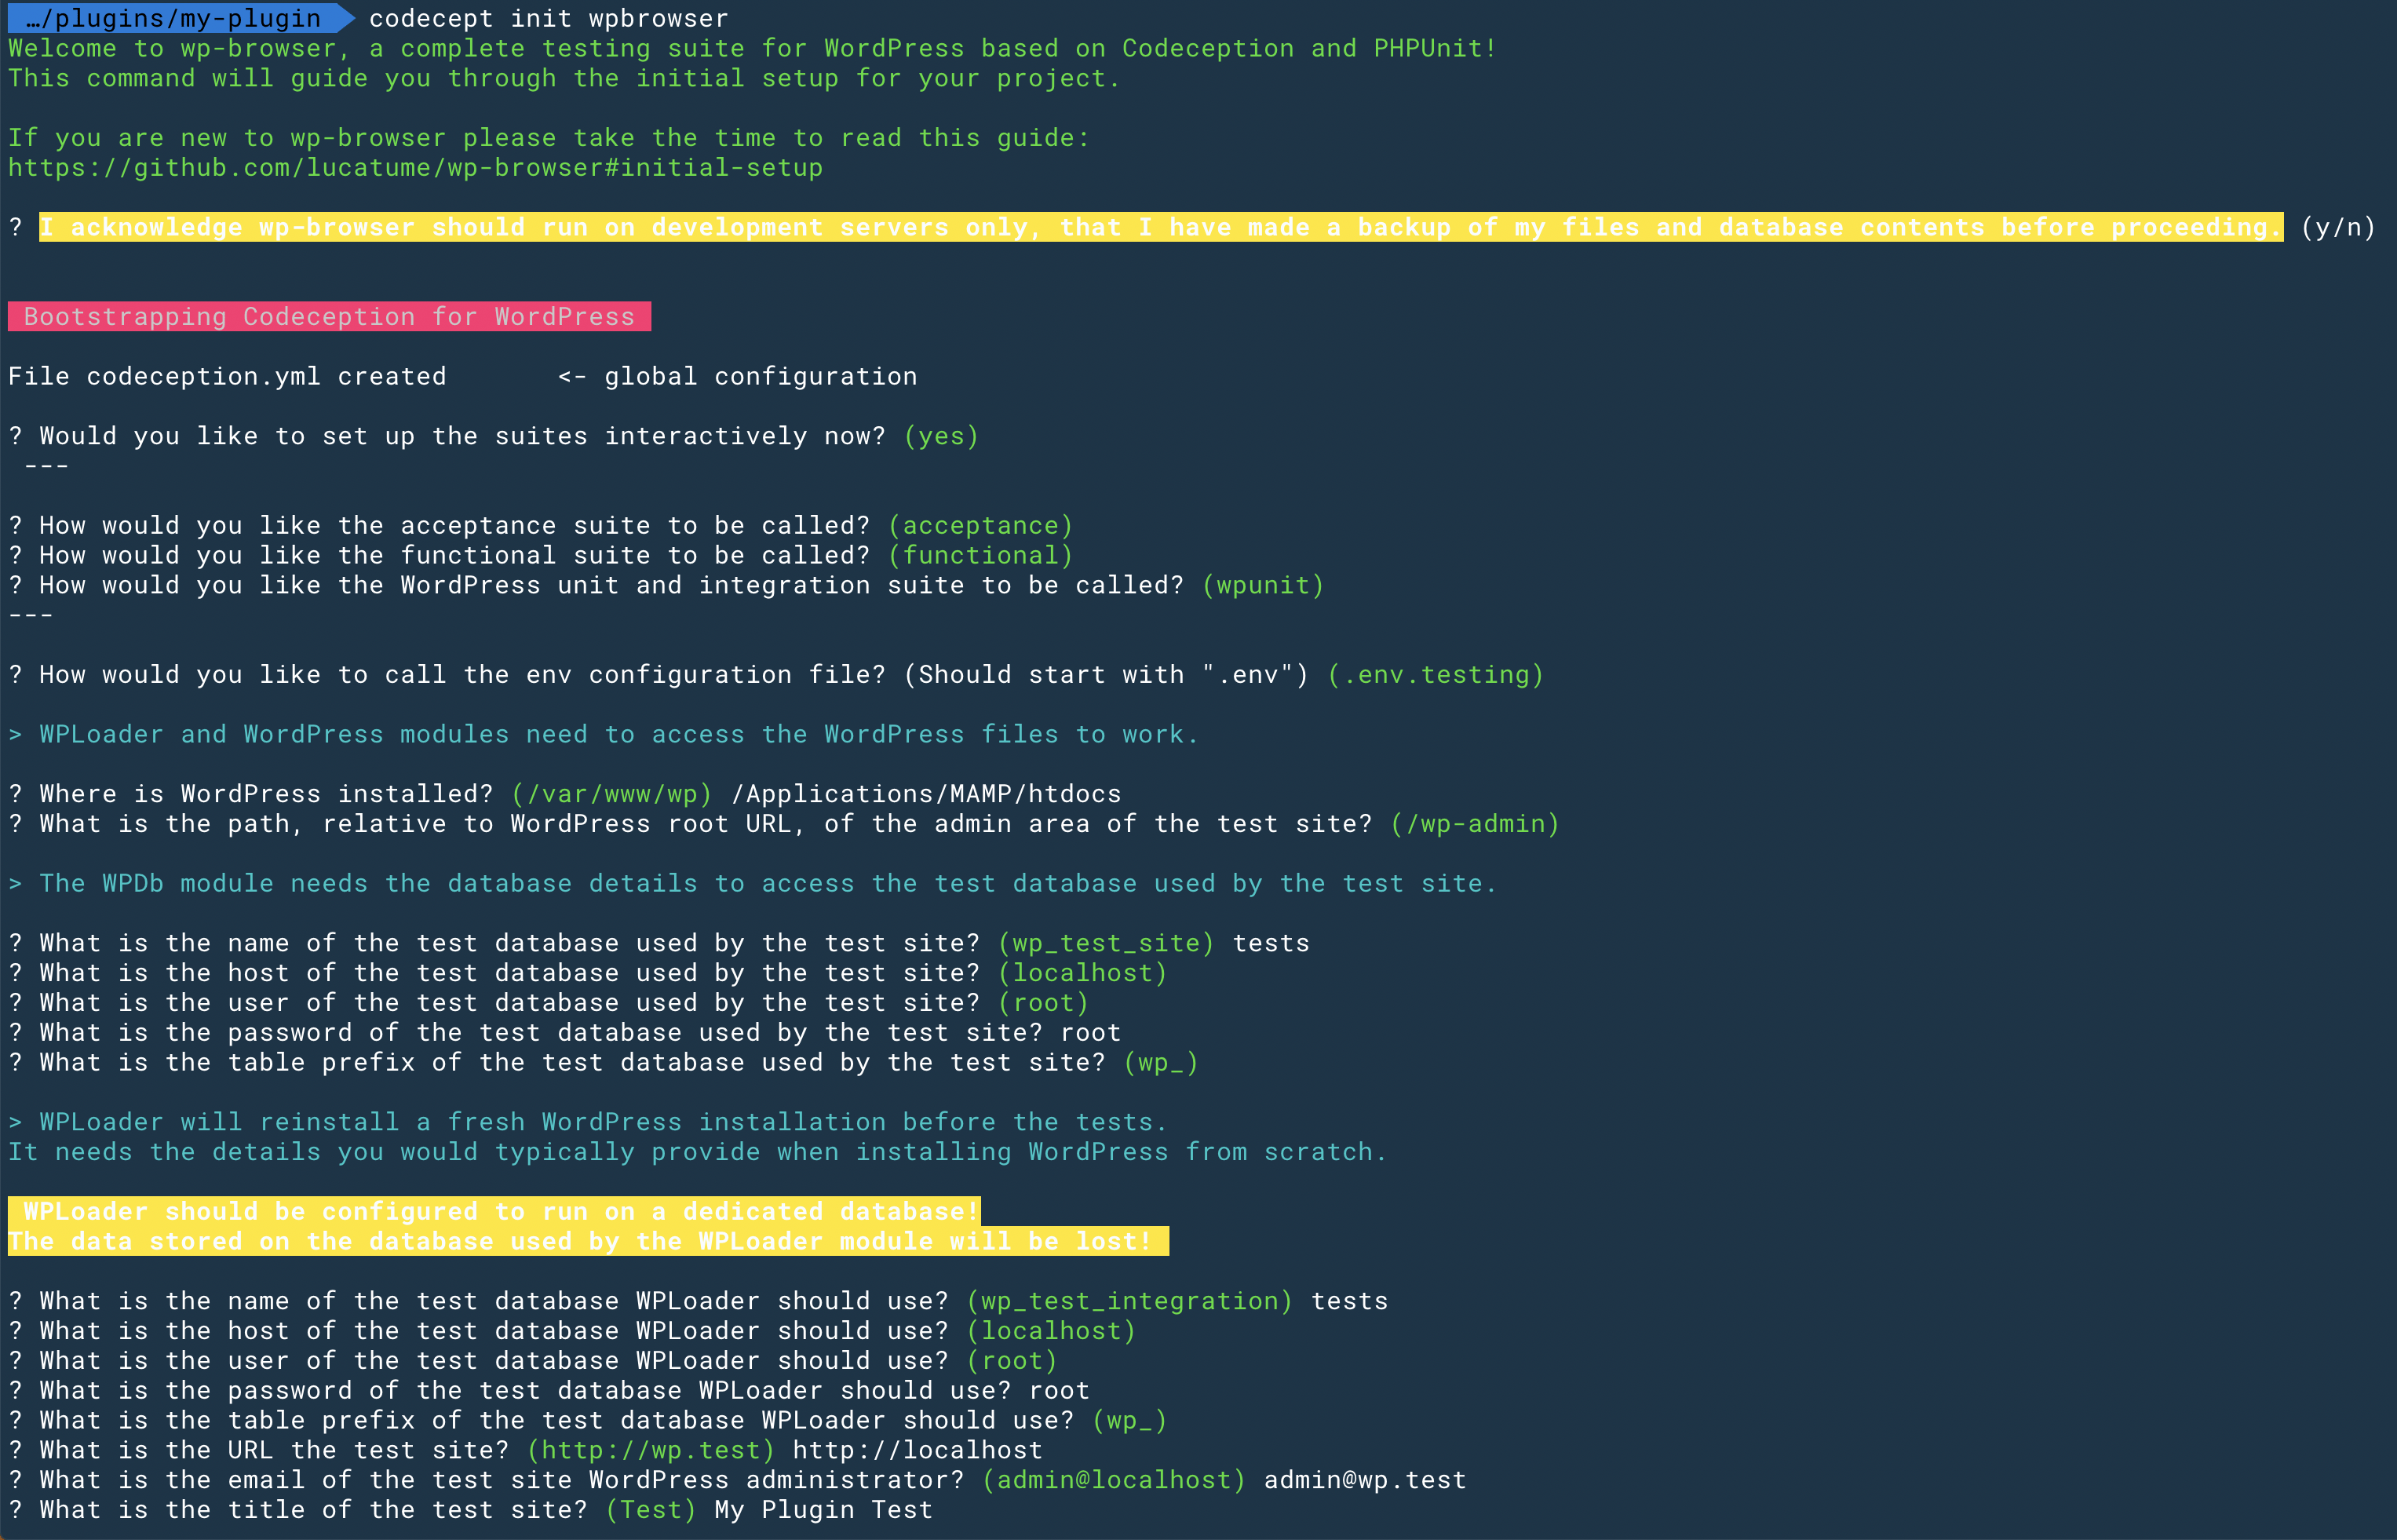 …/plugins/my-plugin codecept init wpbrowser
Welcome to wp-browser, a complete testing suite for WordPress based on Codeception and PHPUnit!
This command will guide you through the initial setup for your project.
If you are new to wp-browser please take the time to read this guide:
https://github.com/lucatume/wp-browser#initial-setup
? I acknowledge wp-browser should run on development servers only, that I have made a backup of my files and database contents before proceeding. (y/n)
Bootstrapping Codeception for WordPress
File codeception.yml created       <- global configuration
? Would you like to set up the suites interactively now? (yes)
---
? How would you like the acceptance suite to be called? (acceptance)
? How would you like the functional suite to be called? (functional)
? How would you like the WordPress unit and integration suite to be called? (wpunit)
---
? How would you like to call the env configuration file? (Should start with ".env") (.env.testing)
> WPLoader and WordPress modules need to access the WordPress files to work.
? Where is WordPress installed? (/var/www/wp) /Applications/MAMP/htdocs
? What is the path, relative to WordPress root URL, of the admin area of the test site? (/wp-admin)
> The WPDb module needs the database details to access the test database used by the test site.
? What is the name of the test database used by the test site? (wp_test_site) tests
? What is the host of the test database used by the test site? (localhost)
? What is the user of the test database used by the test site? (root)
? What is the password of the test database used by the test site? root
? What is the table prefix of the test database used by the test site? (wp_)
> WPLoader will reinstall a fresh WordPress installation before the tests.
It needs the details you would typically provide when installing WordPress from scratch.
WPLoader should be configured to run on a dedicated database!
The data stored on the database used by the WPLoader module will be lost!
? What is the name of the test database WPLoader should use? (wp_test_integration) tests
? What is the host of the test database WPLoader should use? (localhost)
? What is the user of the test database WPLoader should use? (root)
? What is the password of the test database WPLoader should use? root
? What is the table prefix of the test database WPLoader should use? (wp_)
? What is the URL the test site? (http://wp.test) http://localhost
? What is the email of the test site WordPress administrator? (admin@localhost) admin@wp.test
? What is the title of the test site? (Test) My Plugin Test